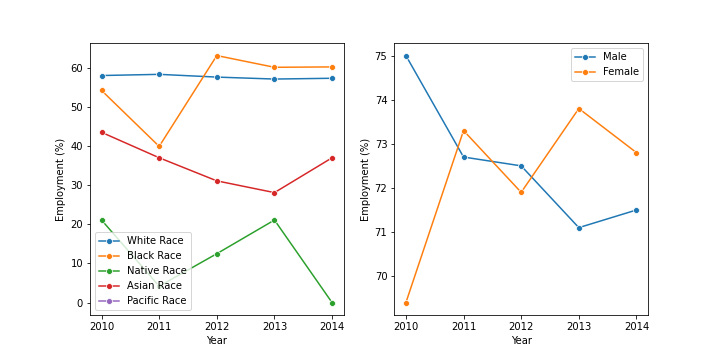 Employment (%)
60
50
40
30
20
10
0
White Race
Black Race
Native Race
Asian Race
Pacific Race
2010 2011 2012 2013 2014
Year
Employment (%)
75
74
73
72
71
70
Male
Female
2010 2011 2012 2013 2014
Year